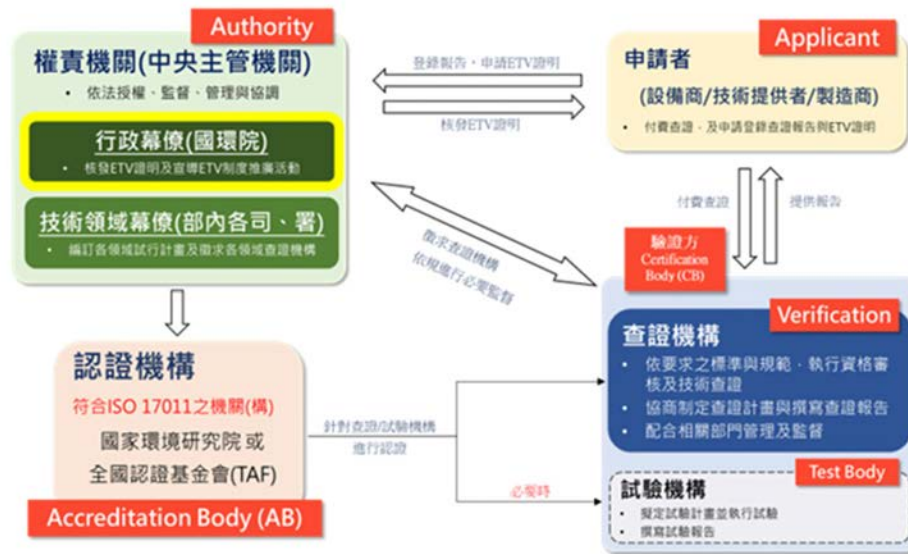 Authority
權責機關(中央主管機關)
• 依法授權、監督、管理與協調
行政幕僚(國環院)
• 核發ETV證明及宣導ETV制度推廣活動
技術領域幕僚(部內各司、署)
• 編訂各領域試行計畫及徵求各領域查證機構
登錄報告、申請ETV證明
核發ETV證明
Applicant
申請者
(設備商/技術提供者/製造商)
• 付費查證、及申請登錄查證報告與ETV證明
付費查證
提供報告
徵求查證機構
依規進行必要監督
驗證方
Certification
Body (CB)
Verification
查證機構
• 依要求之標準與規範，執行資格審
核及技術查證
• 協商制定查證計畫與撰寫查證報告
• 配合相關部門管理及監督
Test Body
試驗機構
• 擬定試驗計畫並執行試驗
• 撰寫試驗報告
認證機構
符合ISO 17011之機關(構)
國家環境研究院 或
全國認證基金會(TAF)
Accreditation Body (AB)
針對查證/試驗機構
進行認證
必要時